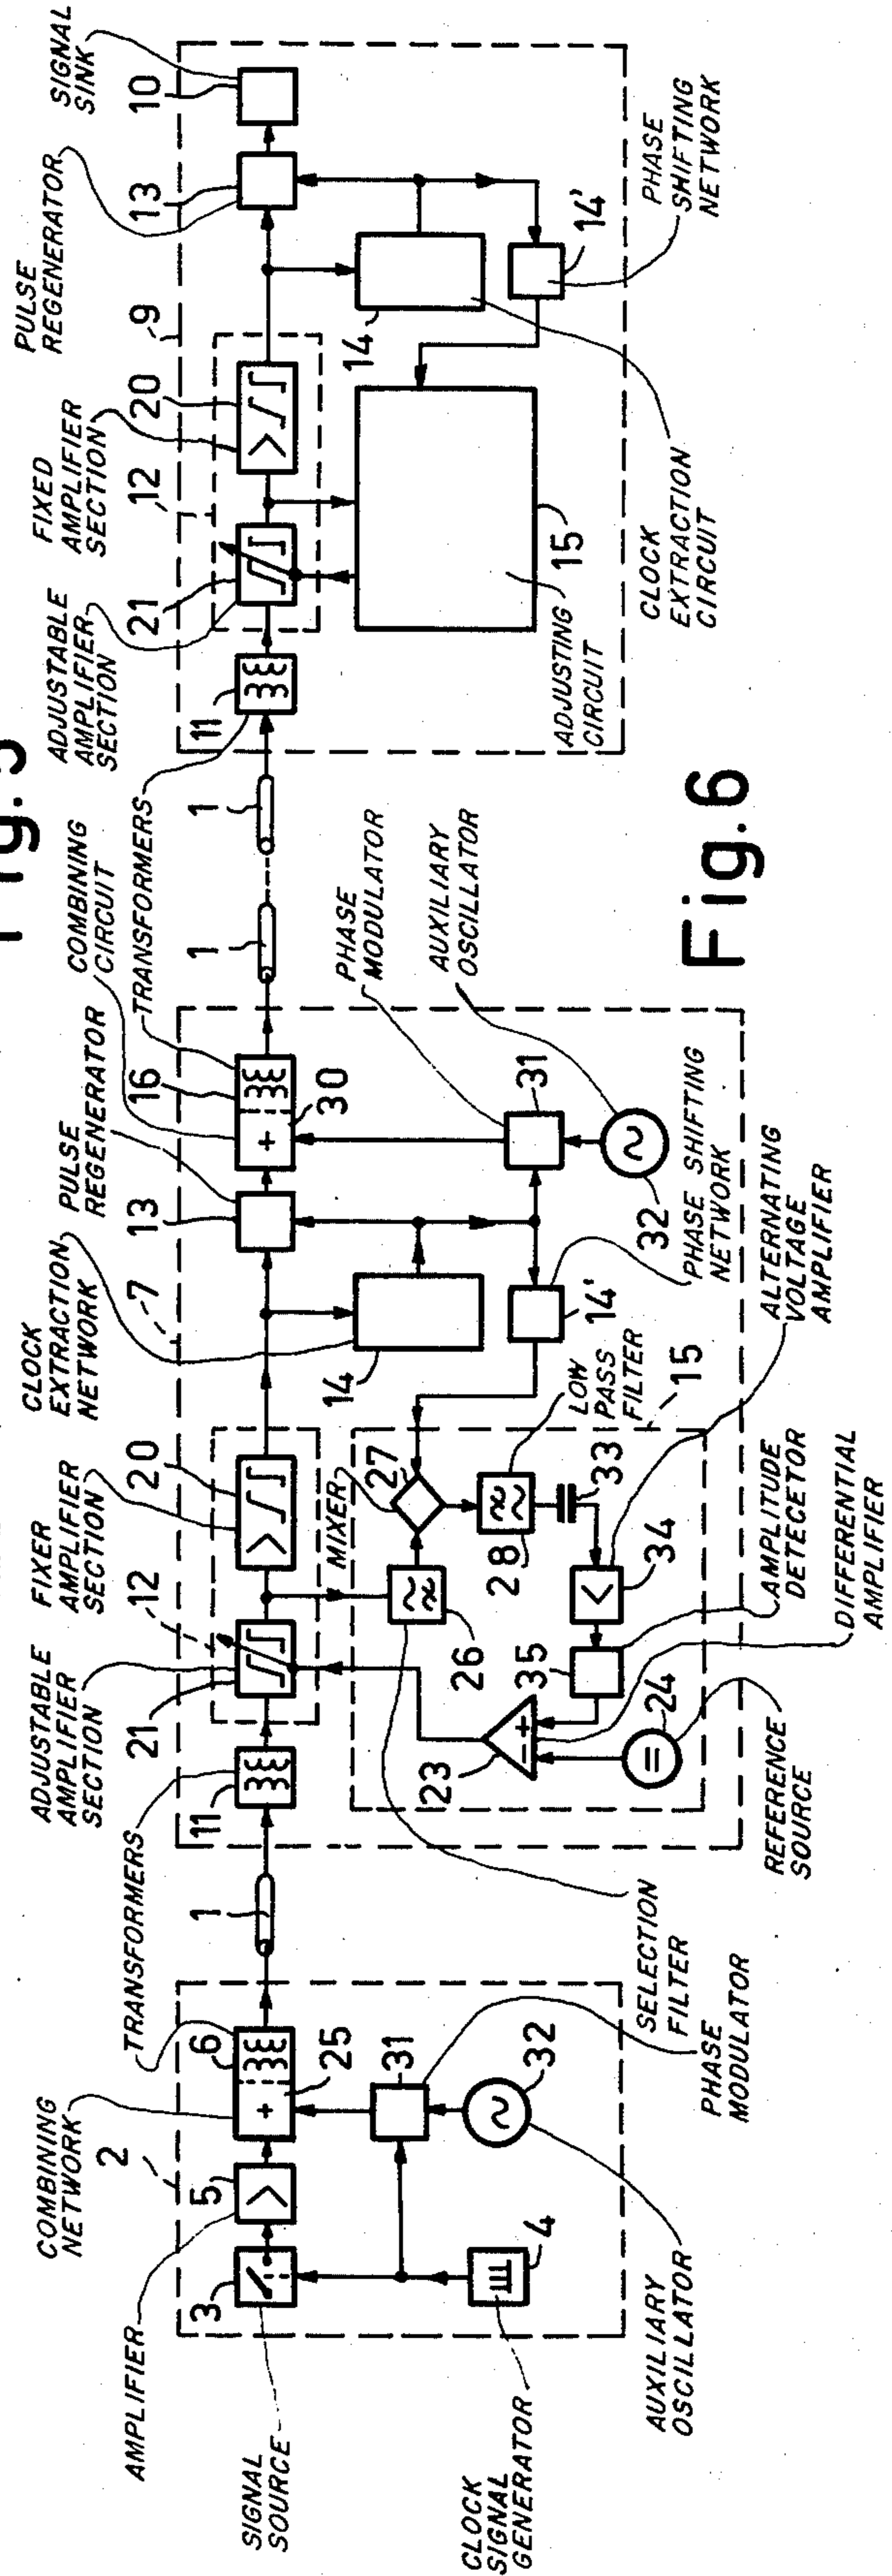 Fig. 5
COMBINING
NETWORK
2
AMPLIFIER
5
6
25
TRANSFORMERS
3
SIGNAL
SOURCE
4
CLOCK
SIGNAL
GENERATOR
31
32
AUXILIARY
OSCILLATOR
PHASE
MODULATOR
1
TRANSFORMERS
11
ADJUSTABLE
AMPLIFIER
SECTION
21
12
FIXER
AMPLIFIER
SECTION
20
CLOCK
EXTRACTION
NETWORK
7
PULSE
REGENERATOR
13
COMBINING
CIRCUIT
16
30
14
14'
MIXER
27
26
SELECTION
FILTER
LOW
PASS
FILTER
28
33
15
34
ALTERNATING
VOLTAGE
AMPLIFIER
35
AMPLITUDE
DETECETOR
23
DIFFERENTIAL
AMPLIFIER
24
REFERENCE
SOURCE
PHASE
MODULATOR
31
AUXILIARY
OSCILLATOR
32
PHASE SHIFTING
NETWORK
1
1
TRANSFORMERS
11
ADJUSTABLE
AMPLIFIER
SECTION
21
12
FIXED
AMPLIFIER
SECTION
20
9
PULSE
REGENERATOR
13
SIGNAL
SINK
10
14
14'
PHASE
SHIFTING
NETWORK
15
ADJUSTING
CIRCUIT
CLOCK
EXTRACTION
CIRCUIT
Fig.6